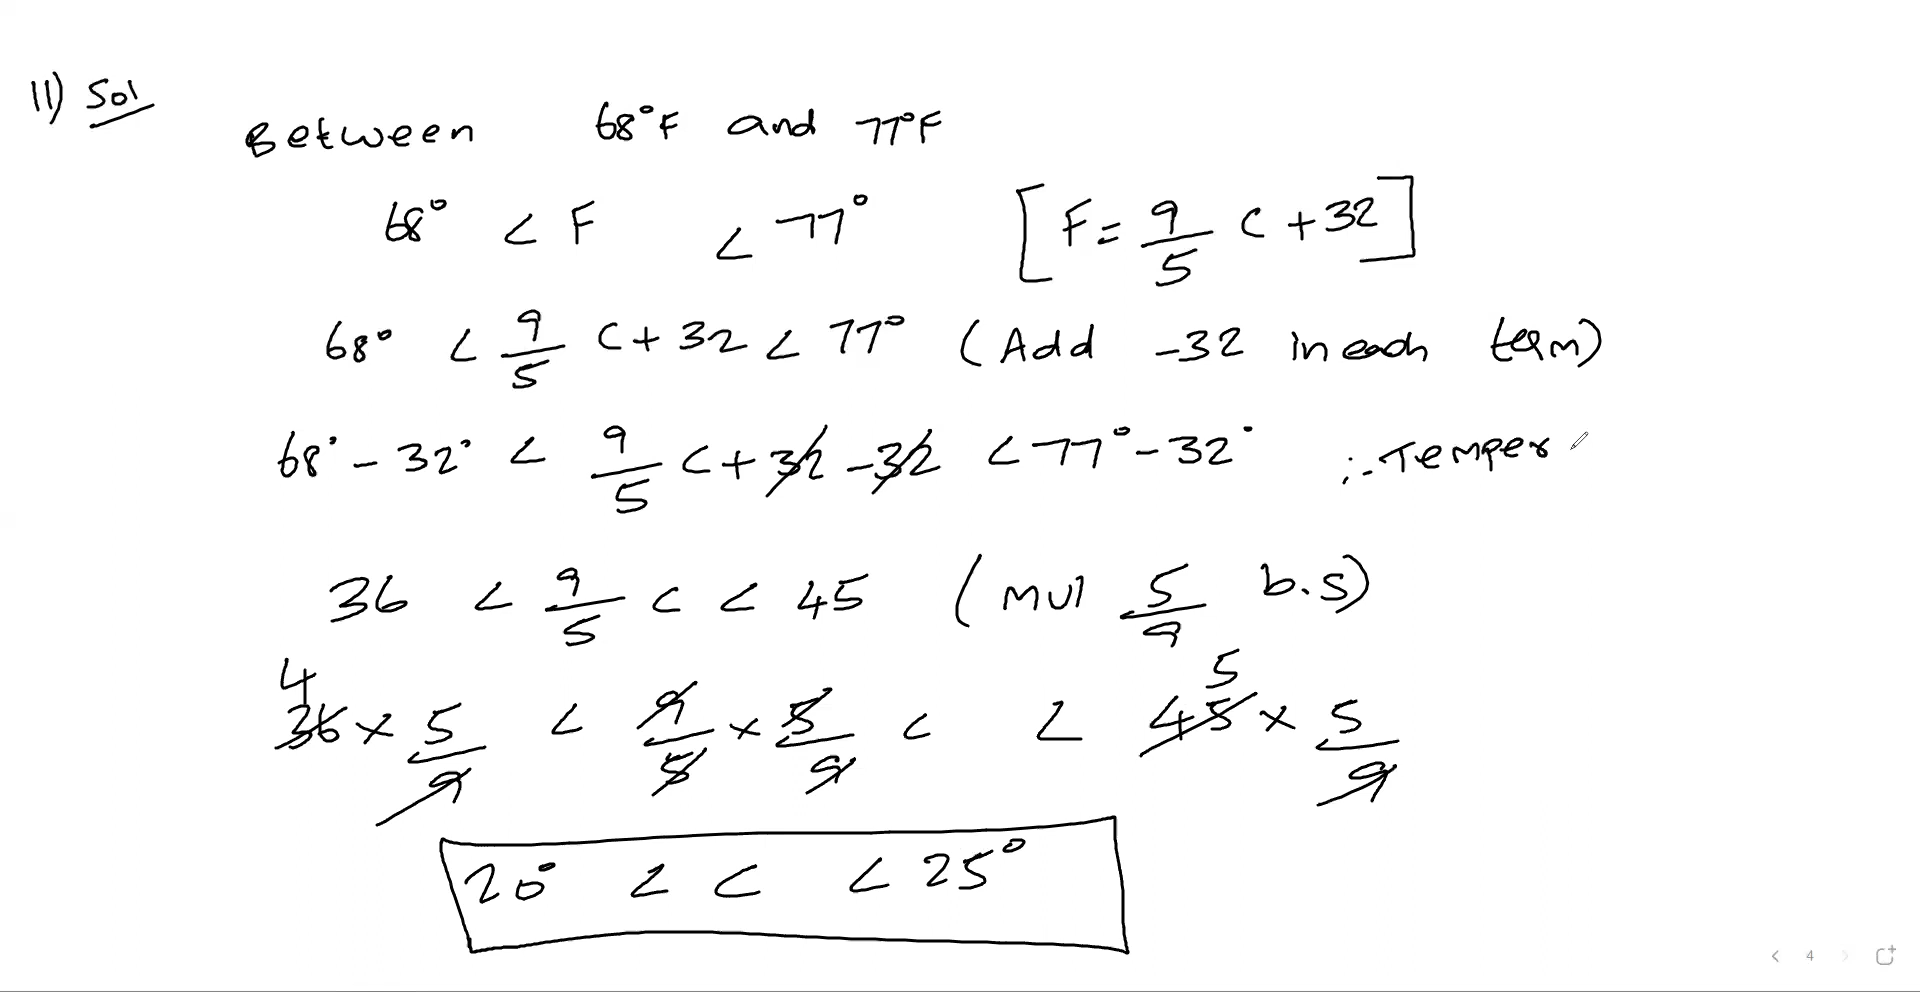 11) Sol
Between 68°F and 77°F
68° < F < 77° [F = 9/5 C + 32]
68° < 9/5 C + 32 < 77° (Add -32 in each term)
68° - 32° < 9/5 C + 32 - 32 < 77° - 32° ∴ Temper
36 < 9/5 C < 45 (mul 5/9 b.s)
4 5
36 × 5/9 < 9/5 × 5/9 C < 45 × 5/9
20° < C < 25°
4